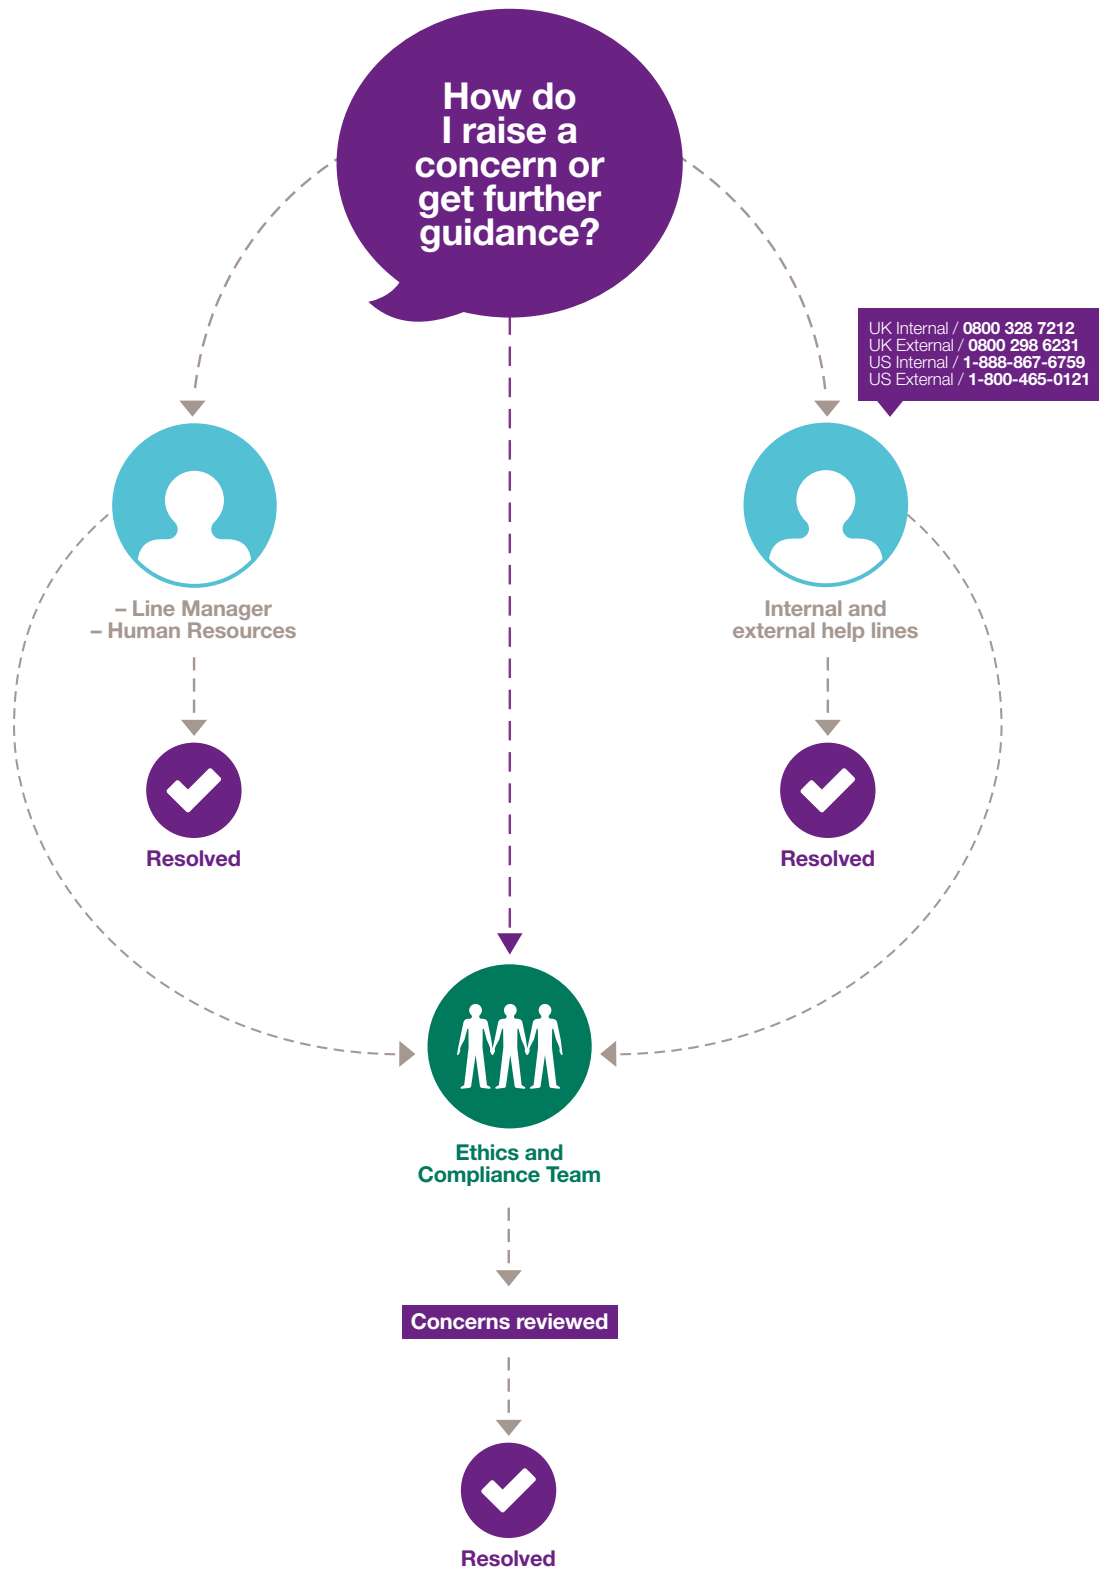 How do
I raise a
concern or
get further
guidance?
UK Internal / 0800 328 7212
UK External / 0800 298 6231
US Internal / 1-888-867-6759
US External / 1-800-465-0121
– Line Manager
– Human Resources
Internal and
external help lines
Resolved
Resolved
Ethics and
Compliance Team
Concerns reviewed
Resolved